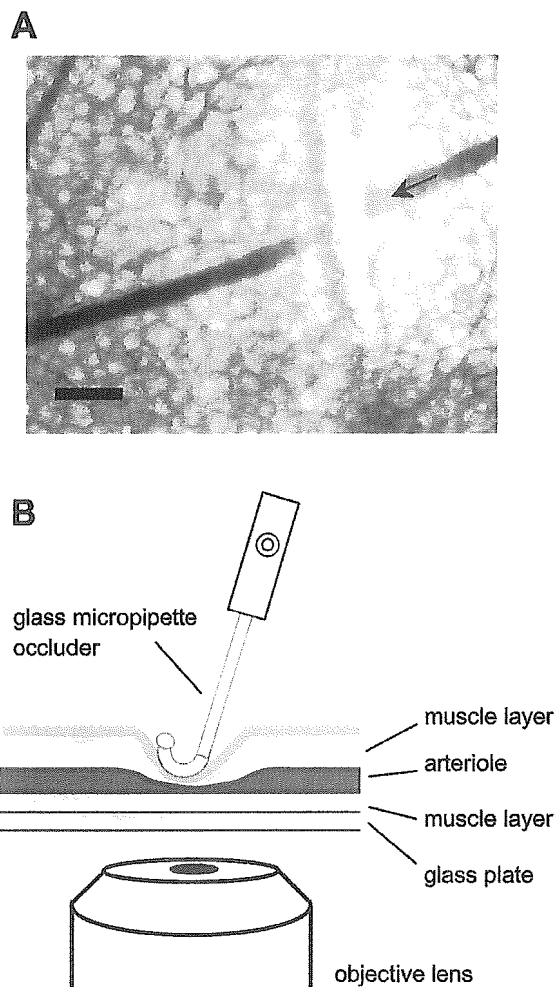 A
B
glass micropipette
occluder
muscle layer
arteriole
muscle layer
glass plate
objective lens